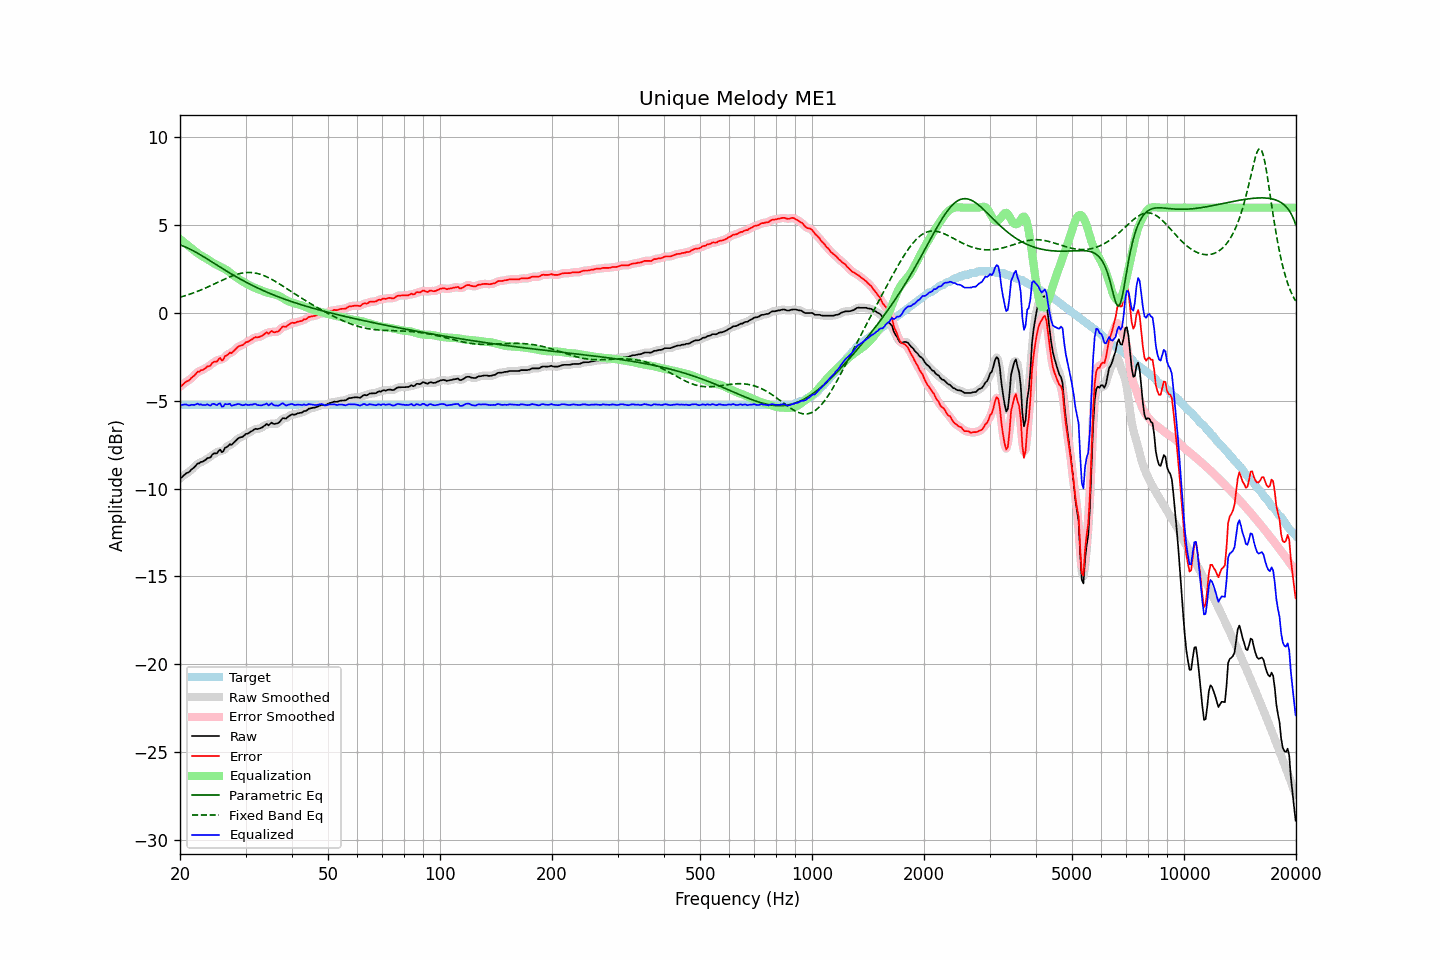 Unique Melody ME1
10
5
0
−5
−10
−15
−20
−25
−30
Amplitude (dBr)
Target
Raw Smoothed
Error Smoothed
Raw
Error
Equalization
Parametric Eq
Fixed Band Eq
Equalized
20 50 100 200 500 1000 2000 5000 10000 20000
Frequency (Hz)